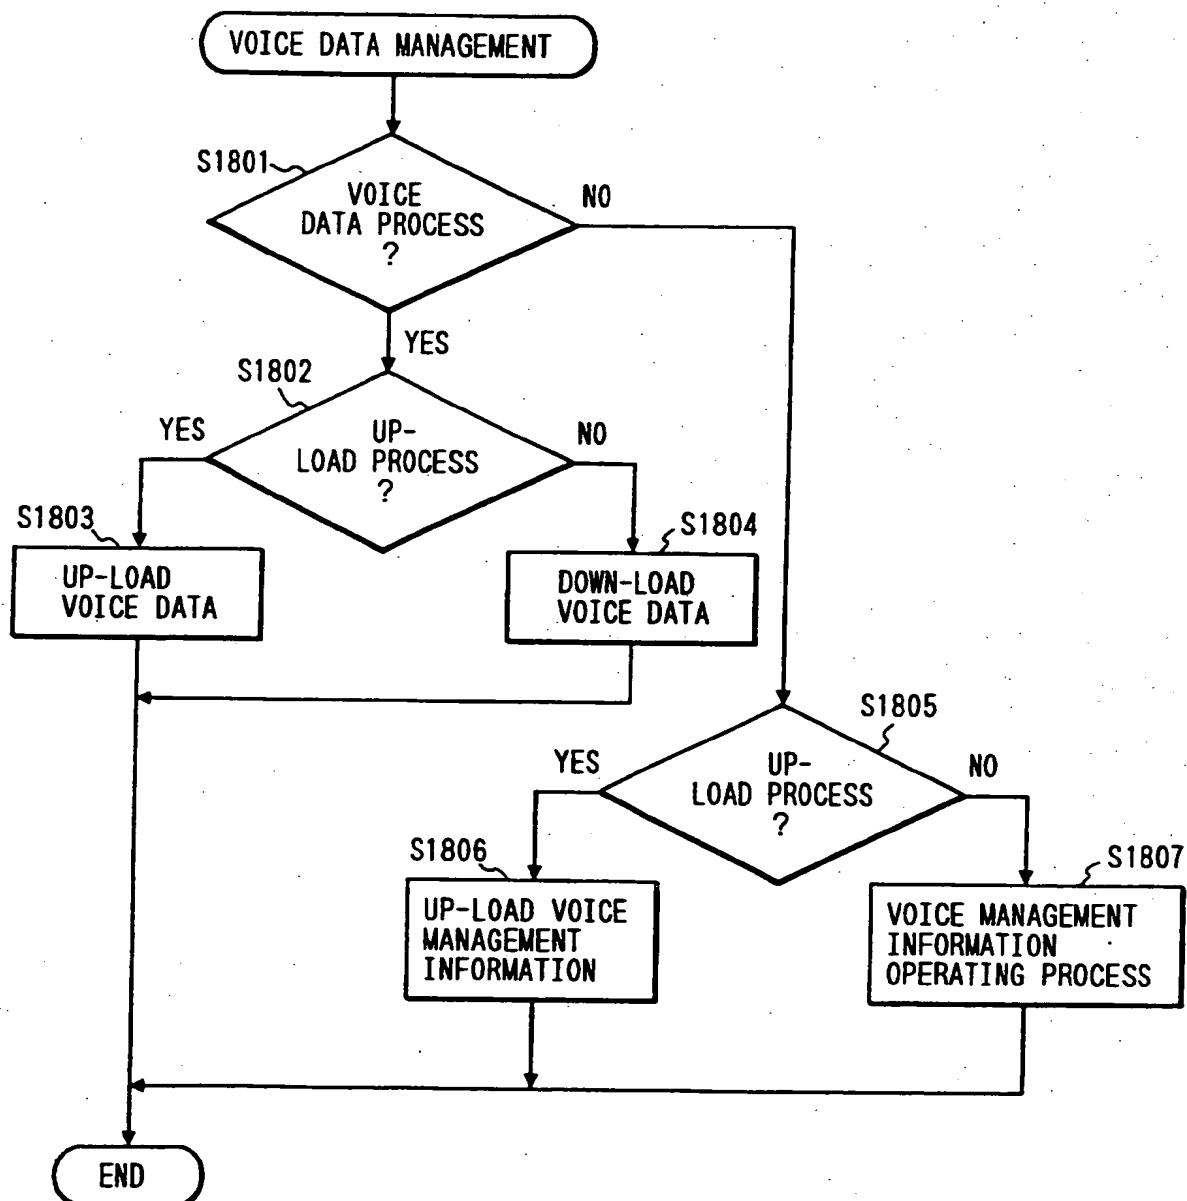 VOICE DATA MANAGEMENT
S1801
VOICE
DATA PROCESS
?
NO
YES
S1802
YES
UP-
LOAD PROCESS
?
NO
S1803
UP-LOAD
VOICE DATA
S1804
DOWN-LOAD
VOICE DATA
S1805
YES
UP-
LOAD PROCESS
?
NO
S1806
UP-LOAD VOICE
MANAGEMENT
INFORMATION
S1807
VOICE MANAGEMENT
INFORMATION
OPERATING PROCESS
END